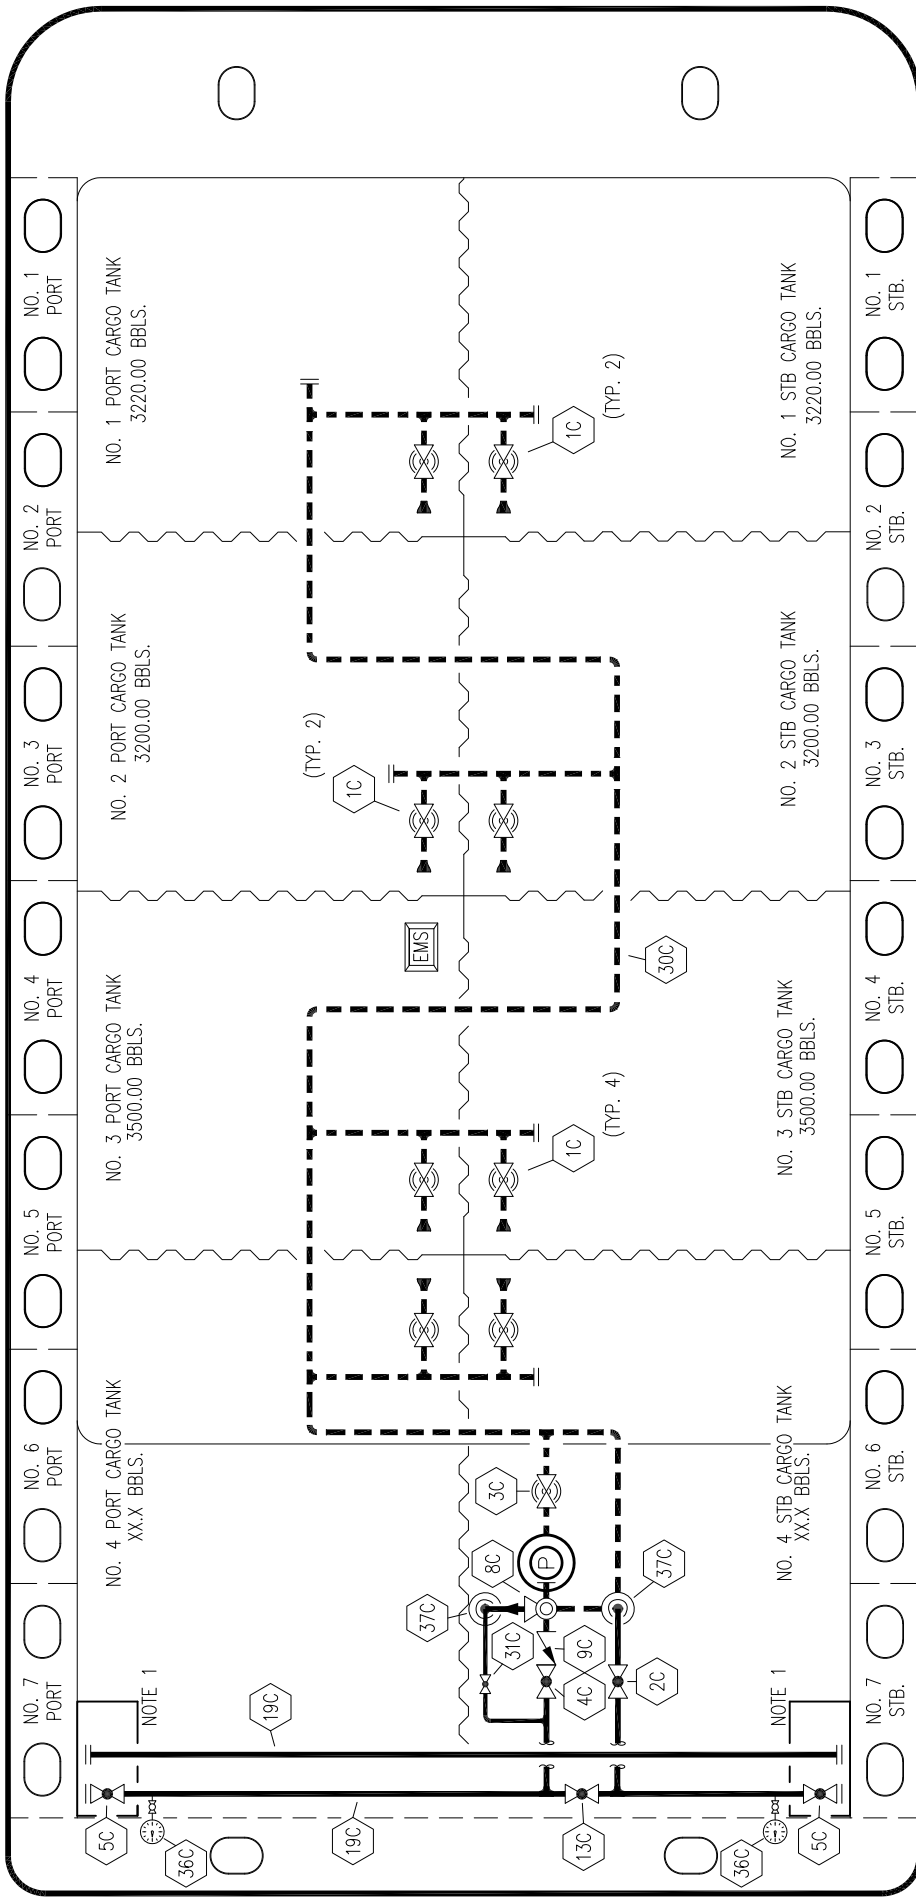 NO. 1
PORT
NO. 2
PORT
NO. 3
PORT
NO. 4
PORT
NO. 5
PORT
NO. 6
PORT
NO. 7
PORT
NO. 1 PORT CARGO TANK
3220.00 BBLS.
NO. 2 PORT CARGO TANK
3200.00 BBLS.
NO. 3 PORT CARGO TANK
3500.00 BBLS.
NO. 4 PORT CARGO TANK
XX.X BBLS.
NOTE 1
1C
(TYP. 2)
1C
(TYP. 2)
EMS
30C
1C
(TYP. 4)
3C
P
8C
37C
37C
31C
9C
4C
2C
19C
19C
5C
36C
13C
36C
5C
NOTE 1
NO. 1 STB CARGO TANK
3220.00 BBLS.
NO. 2 STB CARGO TANK
3200.00 BBLS.
NO. 3 STB CARGO TANK
3500.00 BBLS.
NO. 4 STB CARGO TANK
XX.X BBLS.
NO. 1
STB.
NO. 2
STB.
NO. 3
STB.
NO. 4
STB.
NO. 5
STB.
NO. 6
STB.
NO. 7
STB.